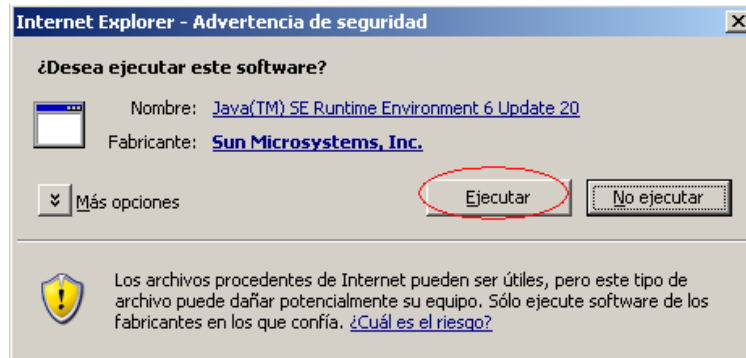 Internet Explorer - Advertencia de seguridad
¿Desea ejecutar este software?
Nombre: Java(TM) SE Runtime Environment 6 Update 20
Fabricante: Sun Microsystems, Inc.
Más opciones
Ejecutar
No ejecutar
Los archivos procedentes de Internet pueden ser útiles, pero este tipo de
archivo puede dañar potencialmente su equipo. Sólo ejecute software de los
fabricantes en los que confía. ¿Cuál es el riesgo?